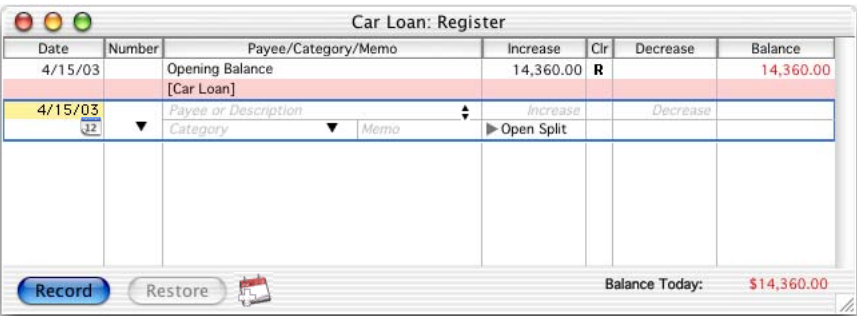 Car Loan: Register
Date Number Payee/Category/Memo Increase Clr Decrease Balance
4/15/03 Opening Balance 14,360.00 R 14,360.00
[Car Loan]
4/15/03 Payee or Description Increase Decrease
12 Category Memo Open Split
Record Restore Balance Today: $14,360.00